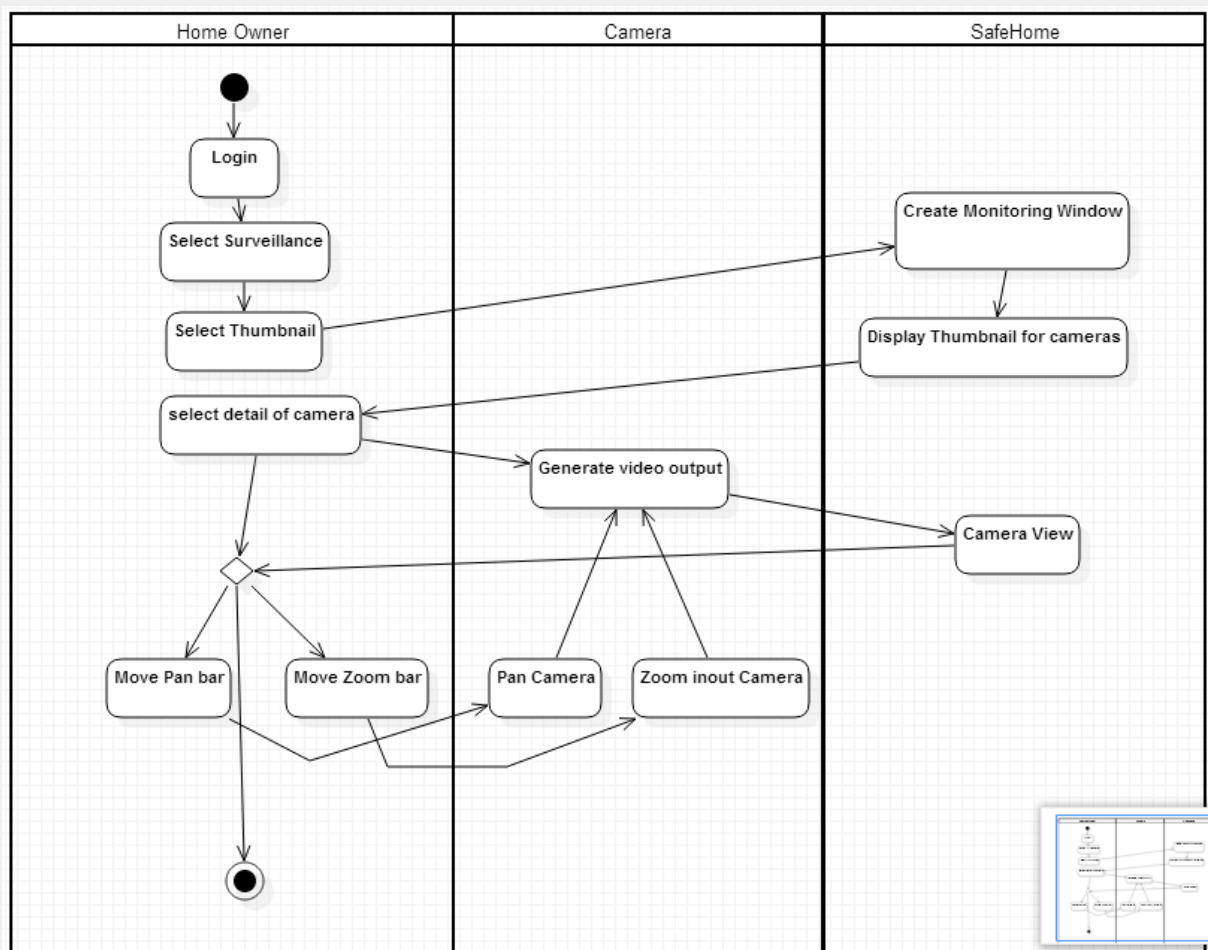 Home Owner
Camera
SafeHome
Login
Create Monitoring Window
Select Surveillance
Select Thumbnail
Display Thumbnail for cameras
select detail of camera
Generate video output
Camera View
Move Pan bar
Move Zoom bar
Pan Camera
Zoom inout Camera